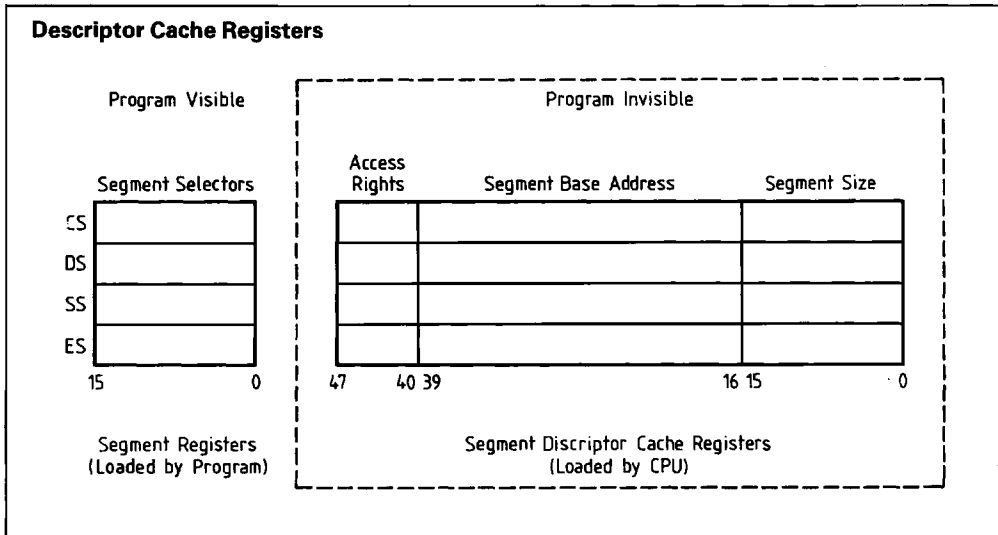 Descriptor Cache Registers
Program Visible
Program Invisible
Segment Selectors
Access
Rights
Segment Base Address
Segment Size
CS
DS
SS
ES
15 0
47 40 39 16 15 0
Segment Registers
(Loaded by Program)
Segment Discriptor Cache Registers
(Loaded by CPU)